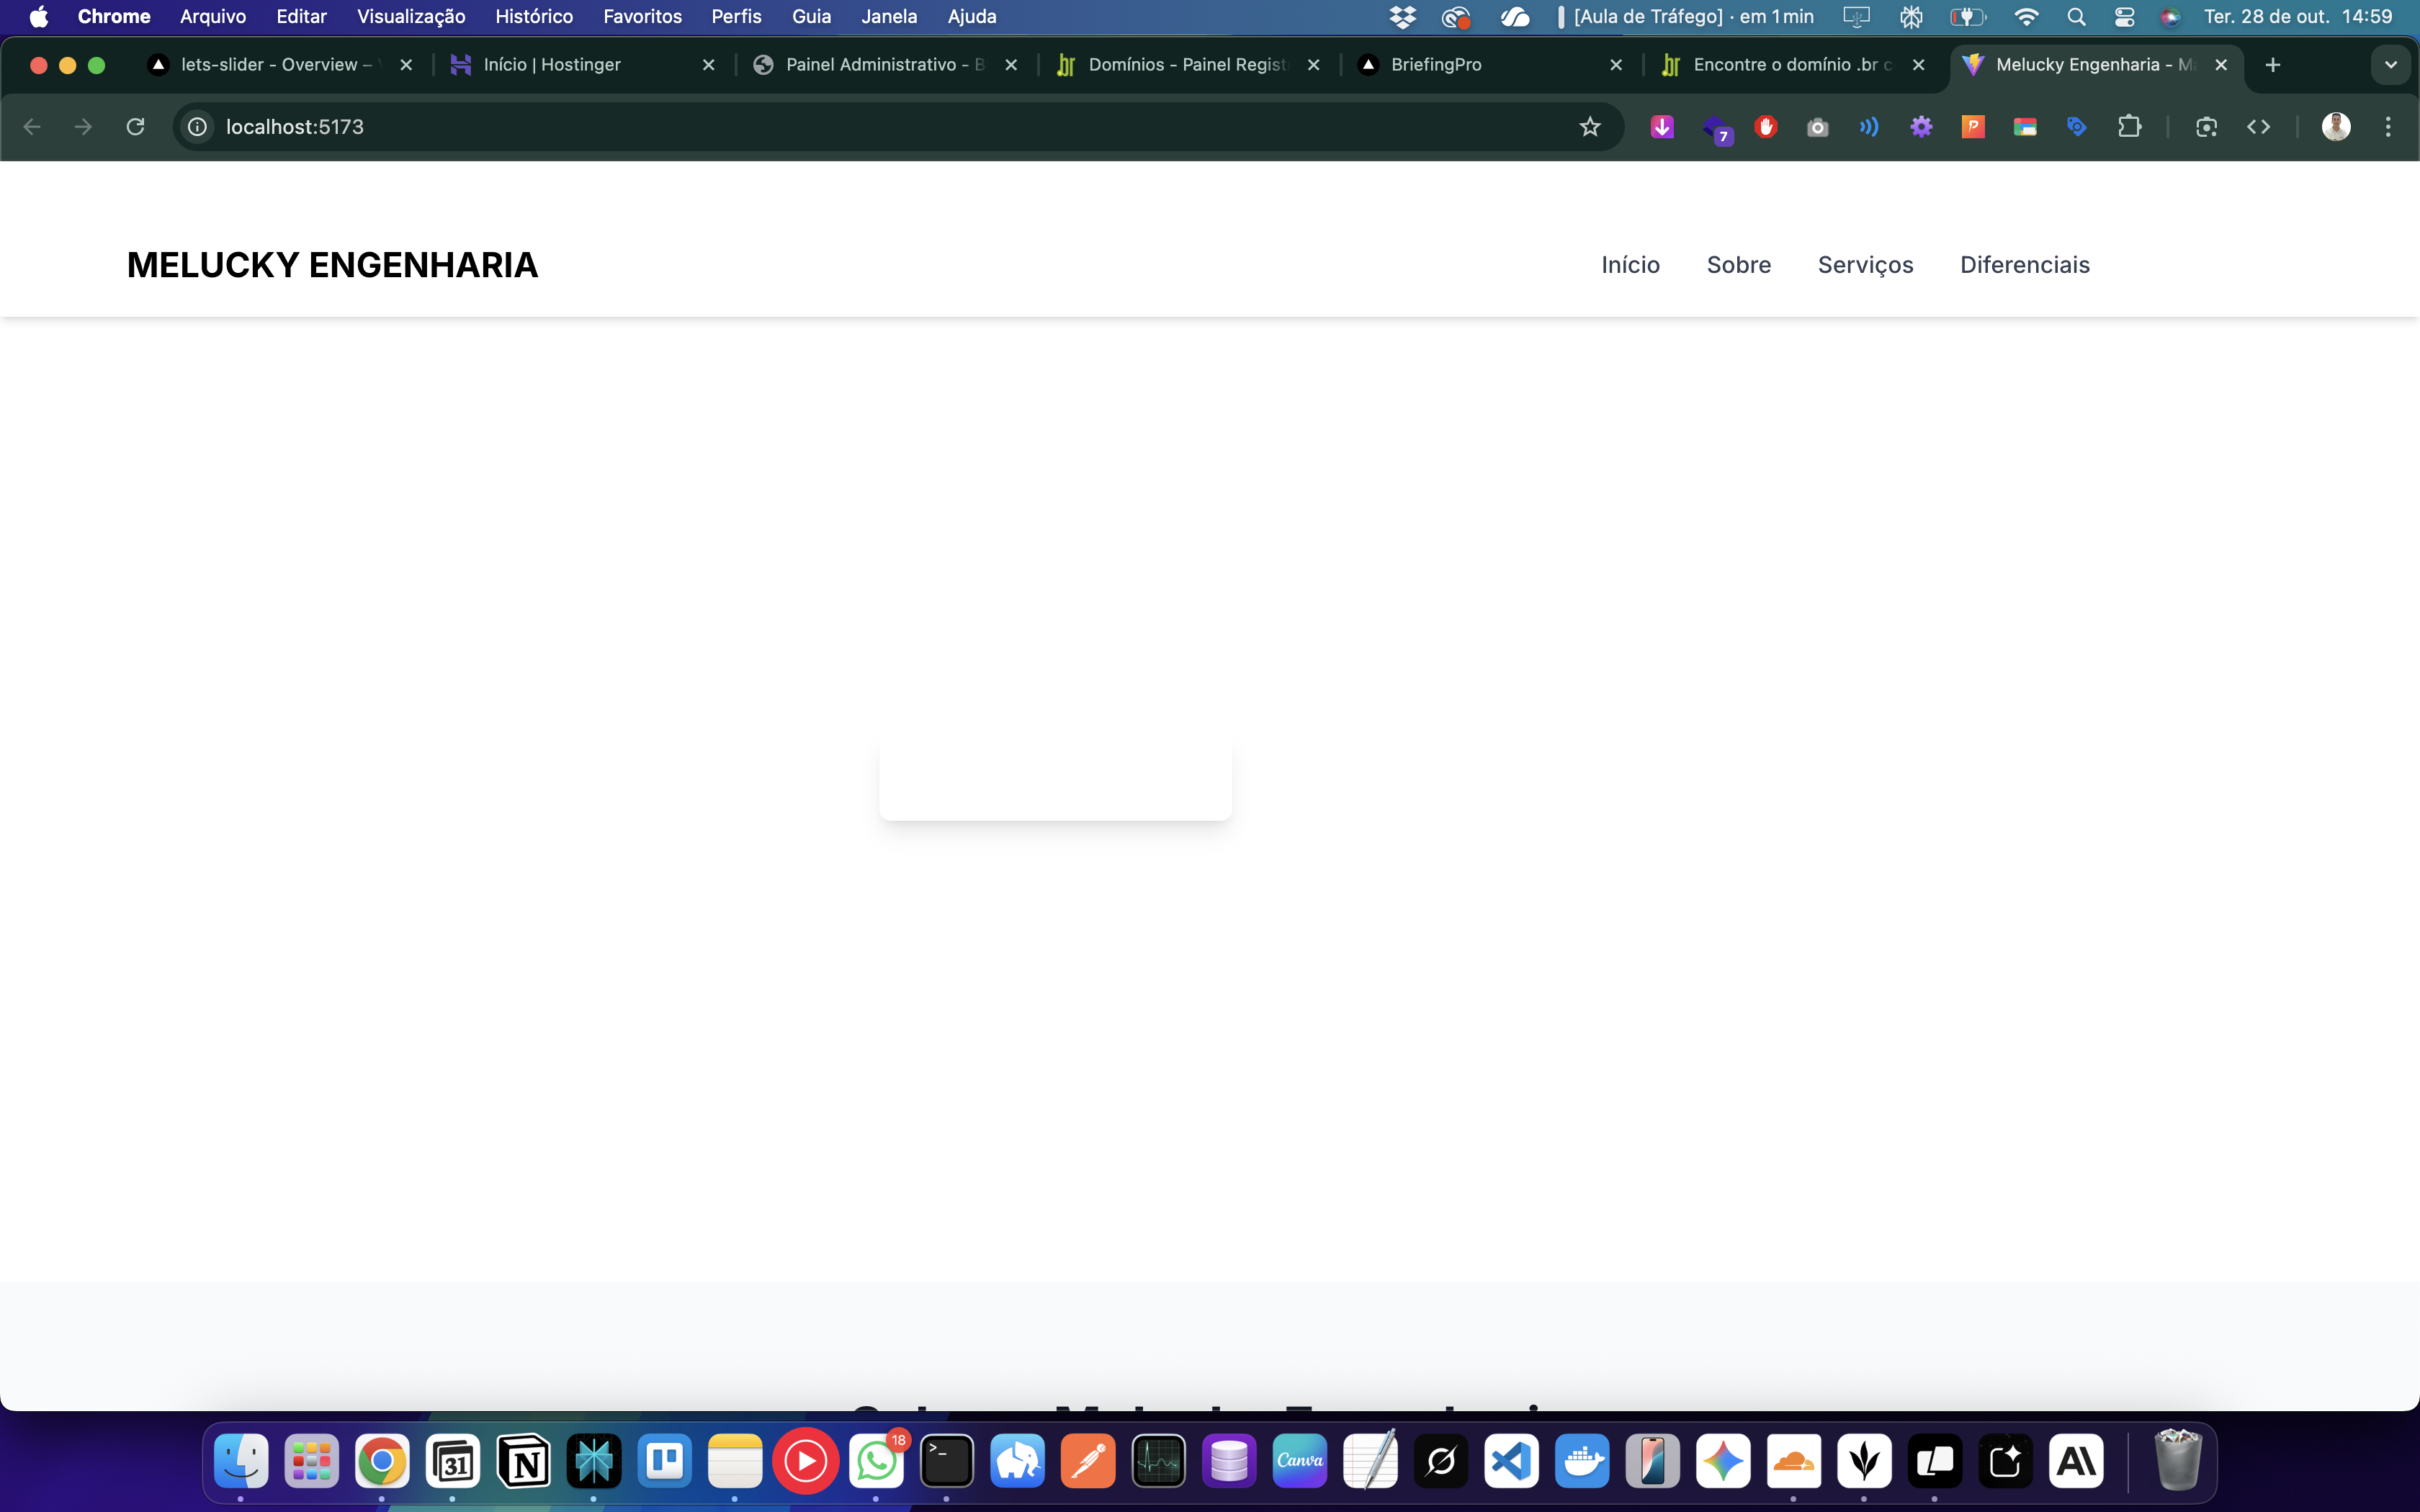 Chrome Arquivo Editar Visualização Histórico Favoritos Perfis Guia Janela Ajuda [Aula de Tráfego] · em 1 min Ter. 28 de out. 14:59
lets-slider - Overview – Início | Hostinger Painel Administrativo - B Domínios - Painel Regist BriefingPro Encontre o domínio .br c Melucky Engenharia - M
localhost:5173
7
MELUCKY ENGENHARIA Início Sobre Serviços Diferenciais
31
18
Canva